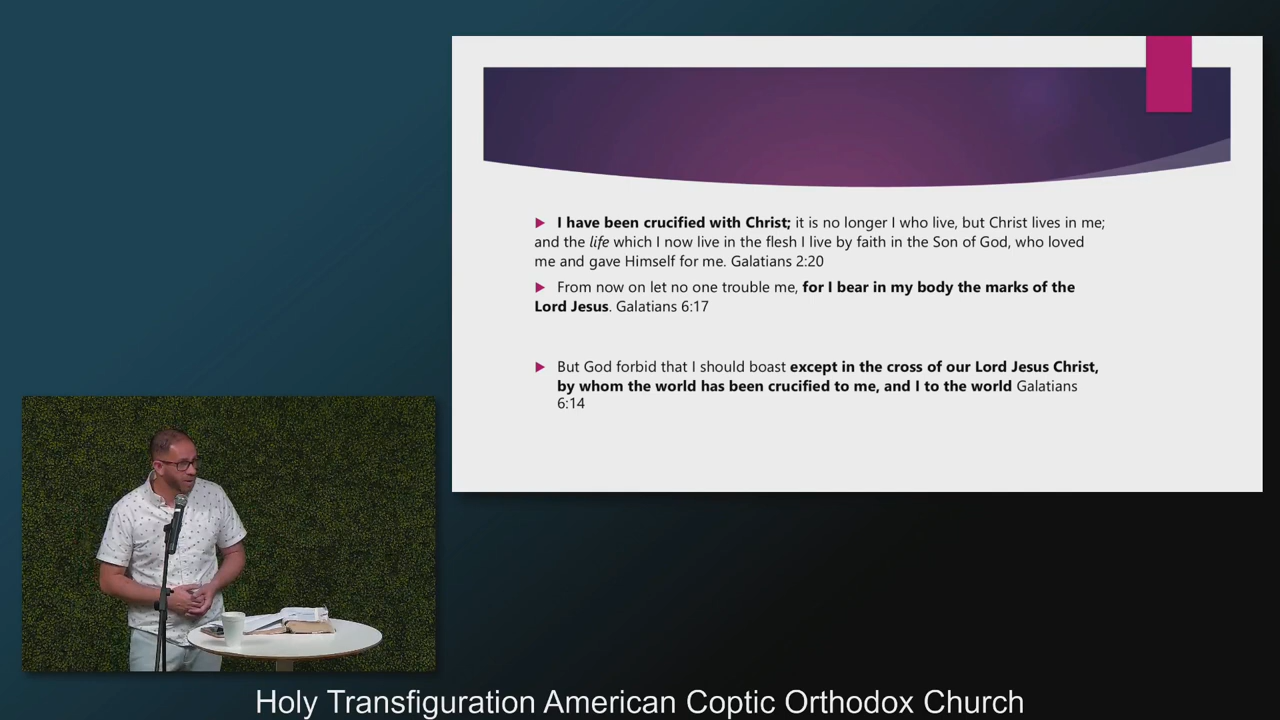 I have been crucified with Christ; it is no longer I who live, but Christ lives in me;
and the life which I now live in the flesh I live by faith in the Son of God, who loved
me and gave Himself for me. Galatians 2:20
From now on let no one trouble me, for I bear in my body the marks of the
Lord Jesus. Galatians 6:17
But God forbid that I should boast except in the cross of our Lord Jesus Christ,
by whom the world has been crucified to me, and I to the world Galatians
6:14
Holy Transfiguration American Coptic Orthodox Church